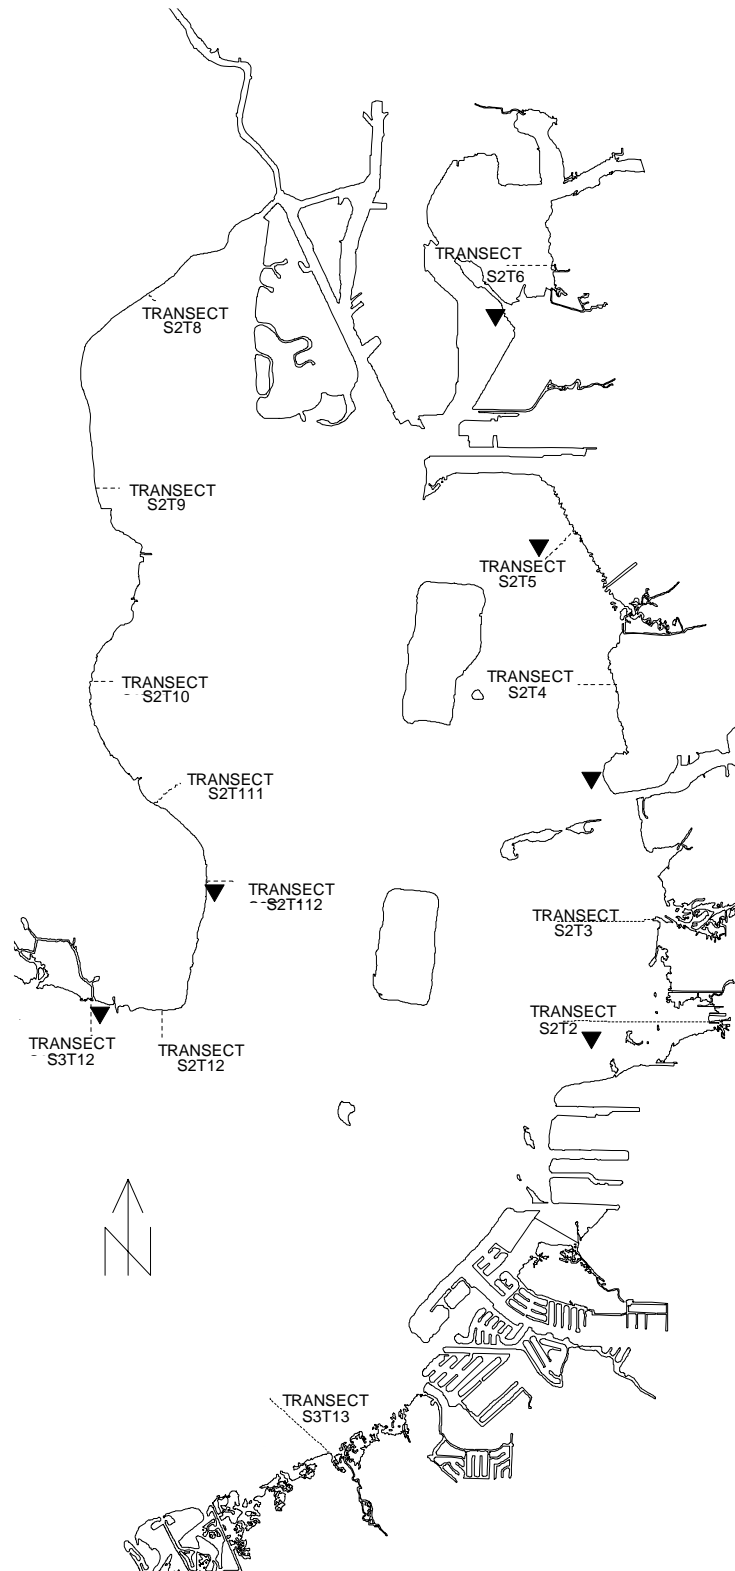 TRANSECT
S2T6
TRANSECT
S2T8
TRANSECT
S2T9
TRANSECT
S2T5
TRANSECT
S2T4
TRANSECT
S2T10
TRANSECT
S2T111
TRANSECT
S2T112
TRANSECT
S2T3
TRANSECT
S2T2
TRANSECT
S3T12
TRANSECT
S2T12
N
TRANSECT
S3T13